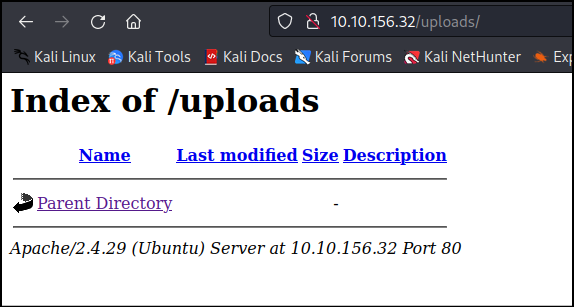 10.10.156.32/uploads/
Kali Linux Kali Tools Kali Docs Kali Forums Kali NetHunter Exp
Index of /uploads
Name Last modified Size Description
Parent Directory -
Apache/2.4.29 (Ubuntu) Server at 10.10.156.32 Port 80